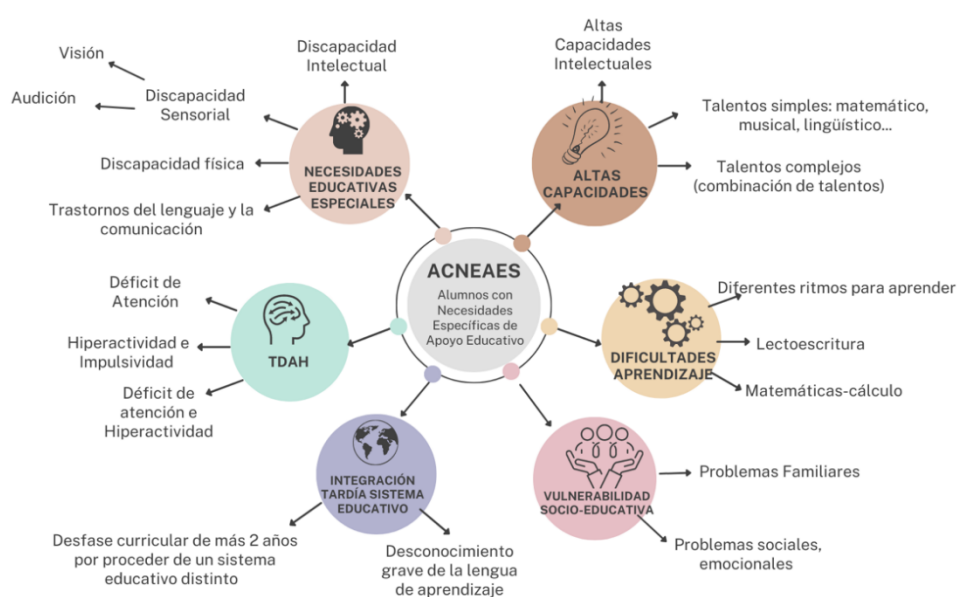 ACNEAES
Alumnos con
Necesidades
Específicas de
Apoyo Educativo
NECESIDADES
EDUCATIVAS
ESPECIALES
Discapacidad
Intelectual
Discapacidad
Sensorial
Visión
Audición
Discapacidad física
Trastornos del lenguaje y la
comunicación
ALTAS
CAPACIDADES
Altas
Capacidades
Intelectuales
Talentos simples: matemático,
musical, lingüístico...
Talentos complejos
(combinación de talentos)
DIFICULTADES
APRENDIZAJE
Diferentes ritmos para aprender
Lectoescritura
Matemáticas-cálculo
VULNERABILIDAD
SOCIO-EDUCATIVA
Problemas Familiares
Problemas sociales,
emocionales
INTEGRACIÓN
TARDÍA SISTEMA
EDUCATIVO
Desfase curricular de más 2 años
por proceder de un sistema
educativo distinto
Desconocimiento
grave de la lengua
de aprendizaje
TDAH
Déficit de
Atención
Hiperactividad e
Impulsividad
Déficit de
atención e
Hiperactividad